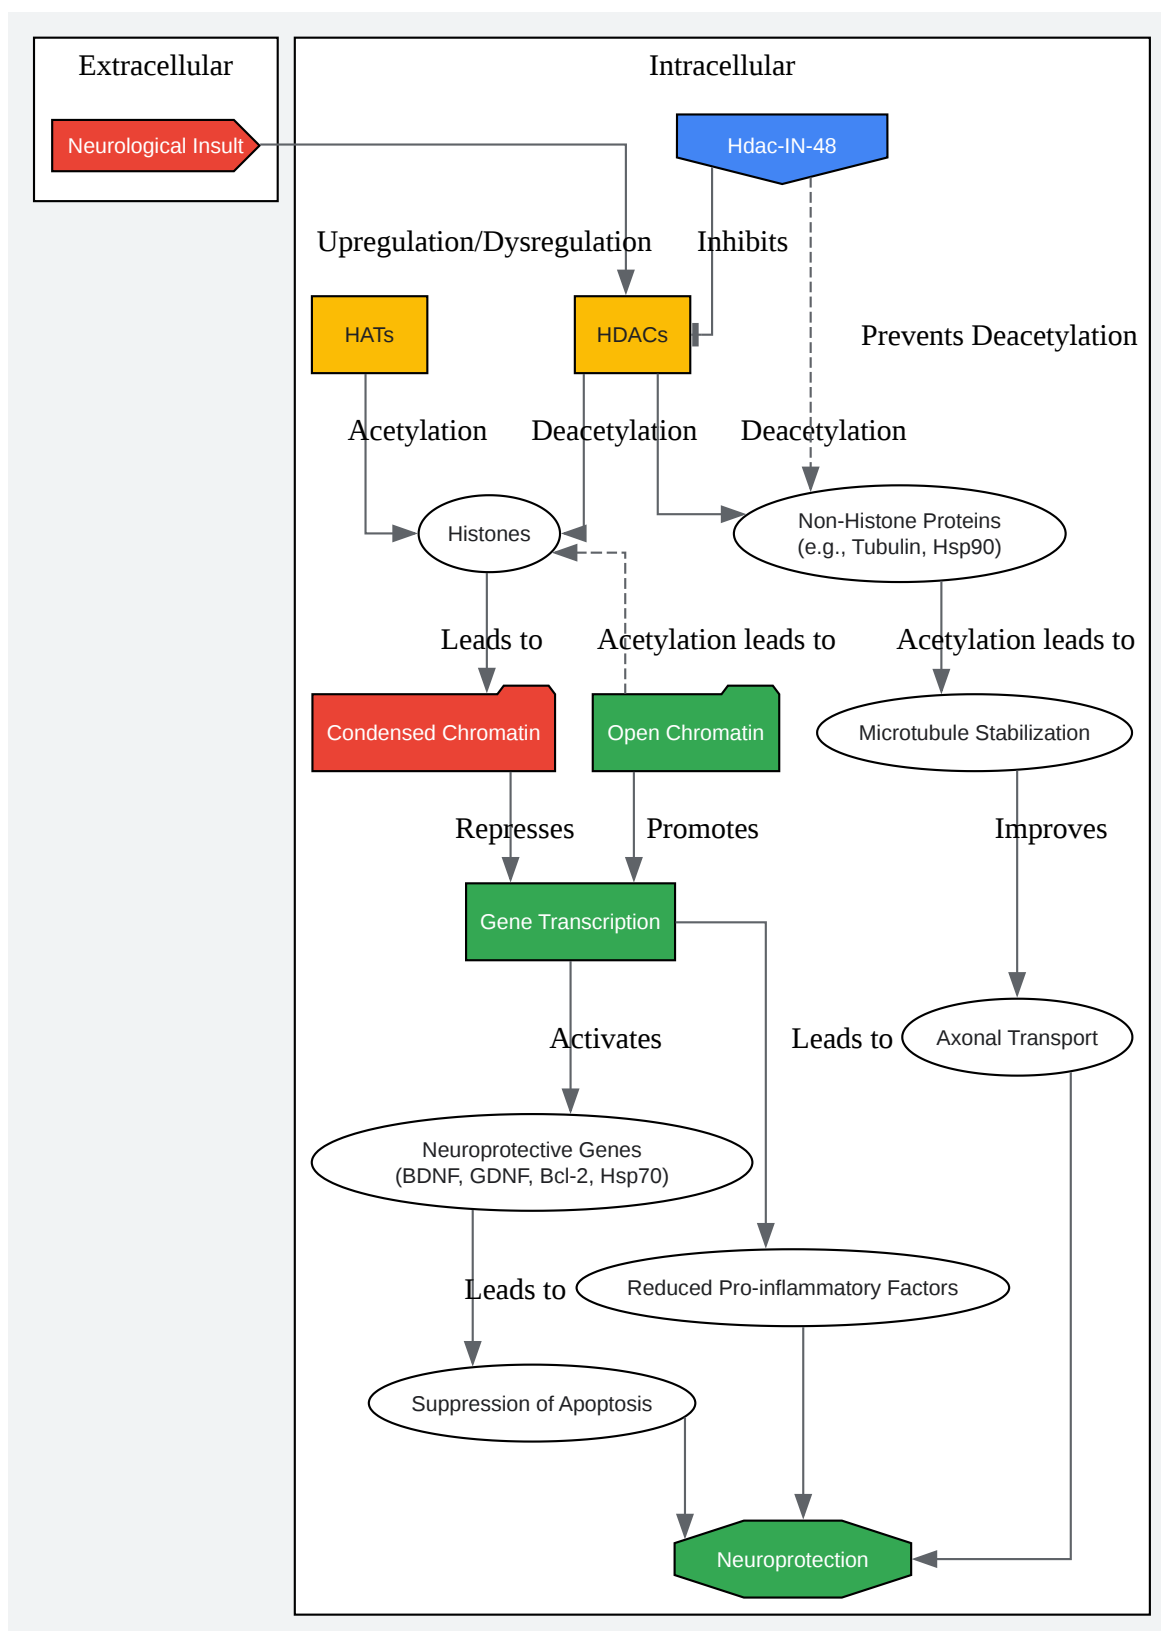 Extracellular
Intracellular
Neurological Insult
Hdac-IN-48
Upregulation/Dysregulation
Inhibits
HATs
HDACs
Prevents Deacetylation
Acetylation
Deacetylation
Deacetylation
Histones
Non-Histone Proteins
(e.g., Tubulin, Hsp90)
Leads to
Acetylation leads to
Acetylation leads to
Condensed Chromatin
Open Chromatin
Microtubule Stabilization
Represses
Promotes
Improves
Gene Transcription
Activates
Leads to
Axonal Transport
Neuroprotective Genes
(BDNF, GDNF, Bcl-2, Hsp70)
Leads to
Reduced Pro-inflammatory Factors
Suppression of Apoptosis
Neuroprotection